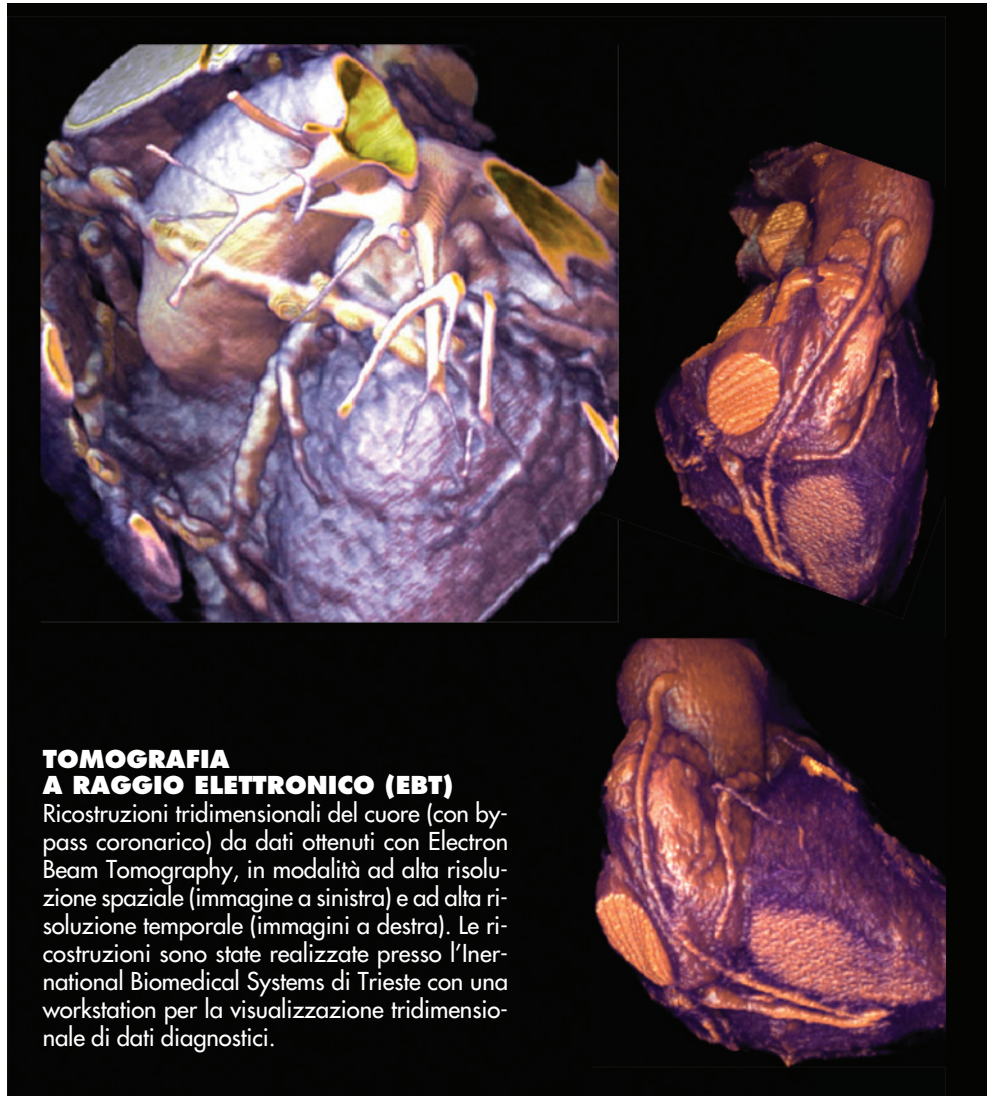 TOMOGRAFIA
A RAGGIO ELETTRONICO (EBT)
Ricostruzioni tridimensionali del cuore (con by-
pass coronarico) da dati ottenuti con Electron
Beam Tomography, in modalità ad alta risolu-
zione spaziale (immagine a sinistra) e ad alta ri-
soluzione temporale (immagini a destra). Le ri-
costruzioni sono state realizzate presso l'Iner-
national Biomedical Systems di Trieste con una
workstation per la visualizzazione tridimensio-
nale di dati diagnostici.